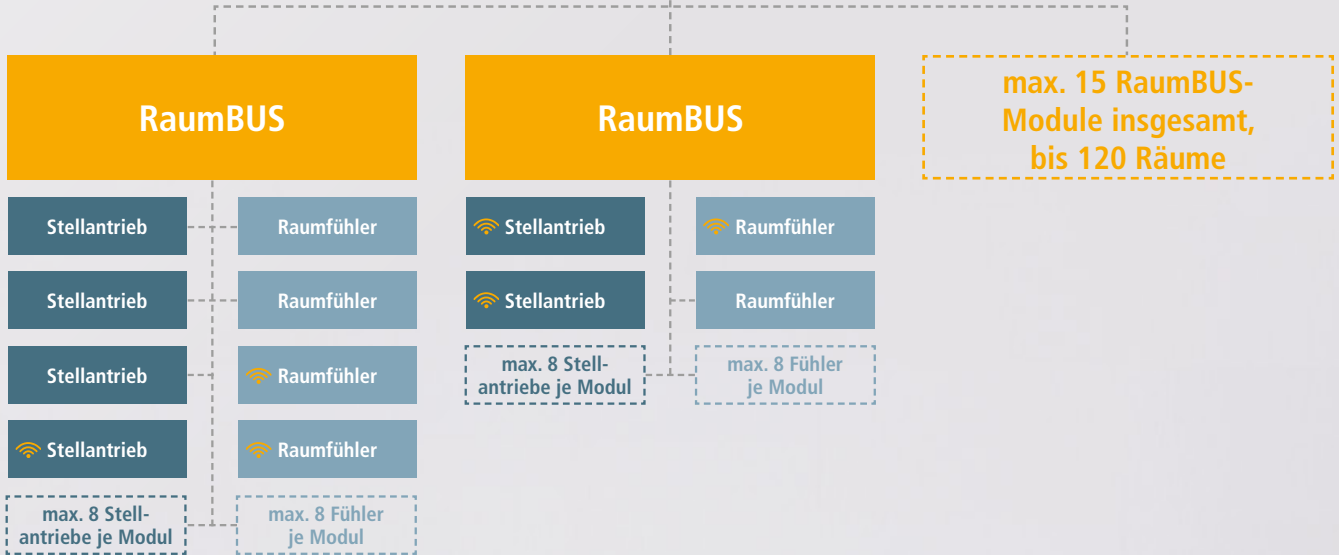 RaumBUS
Stellantrieb
Raumfühler
Stellantrieb
Raumfühler
Stellantrieb
Raumfühler
Stellantrieb
Raumfühler
max. 8 Stell-
antriebe je Modul
max. 8 Fühler
je Modul
RaumBUS
Stellantrieb
Raumfühler
Stellantrieb
Raumfühler
max. 8 Stell-
antriebe je Modul
max. 8 Fühler
je Modul
max. 15 RaumBUS-
Module insgesamt,
bis 120 Räume